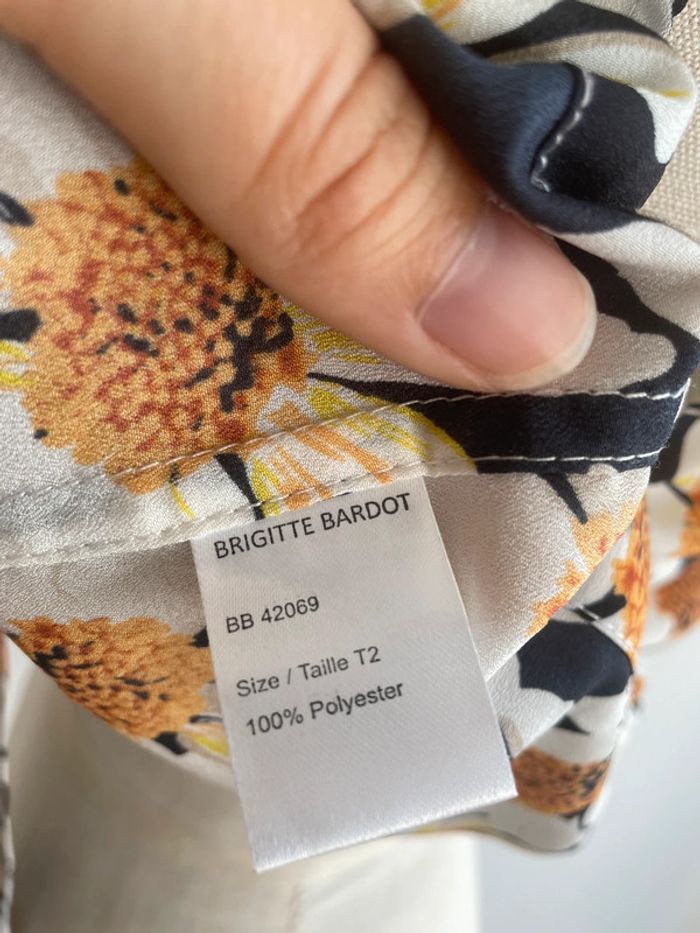 BRIGITTE BARDOT
BB 42069
Size / Taille T2
100% Polyester